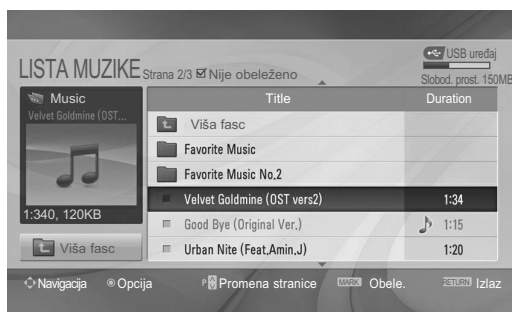 LISTA MUZIKE Strana 2/3 Nije obeleženo
USB uređaj
Slobod. prost. 150MB
Music
Velvet Goldmine (OST...
1:340, 120KB
Viša fasc
Title Duration
Viša fasc
Favorite Music
Favorite Music No.2
Velvet Goldmine (OST vers2) 1:34
Good Bye (Original Ver.) 1:15
Urban Nite (Feat.Amin.J) 1:20
Navigacija Opcija P Promena stranice MARK Obele. RETURN Izlaz